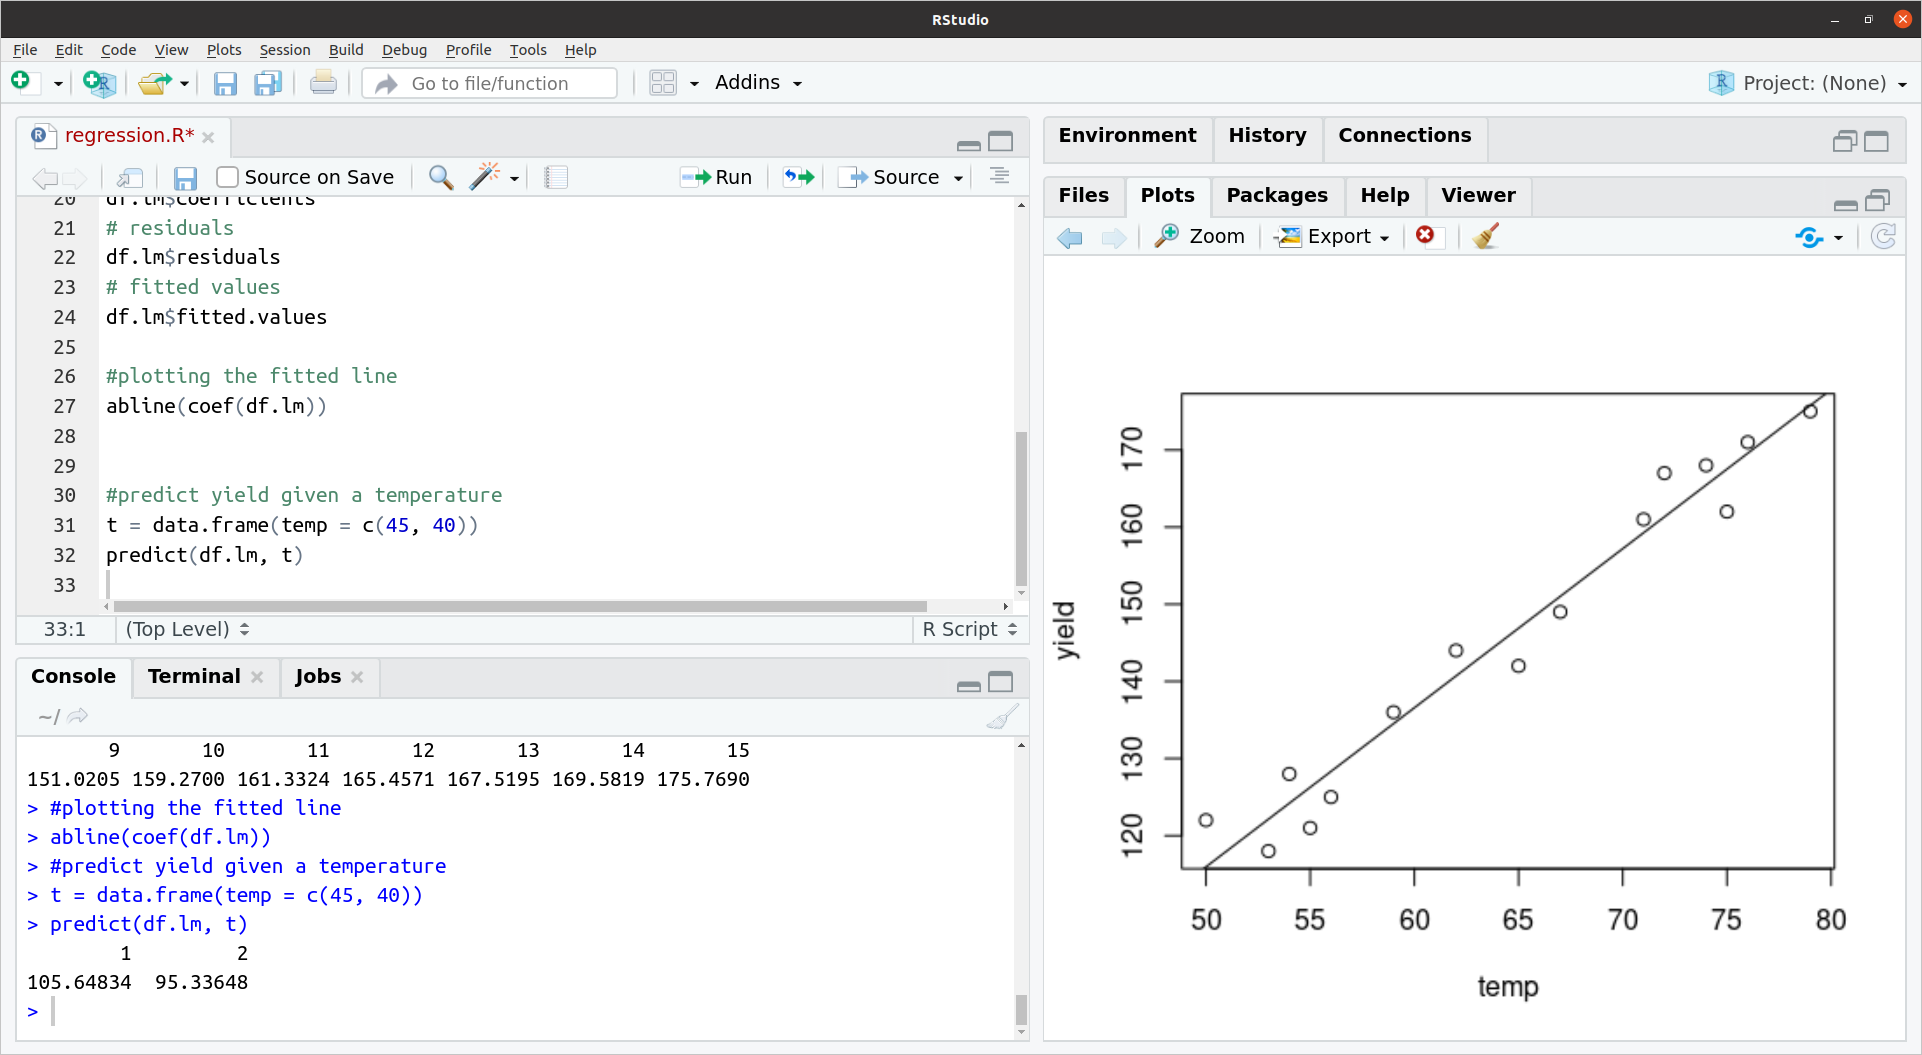 RStudio
File Edit Code View Plots Session Build Debug Profile Tools Help
Go to file/function Addins Project: (None)
regression.R*
Source on Save Run Source
20 df.lm$coefficients
21 # residuals
22 df.lm$residuals
23 # fitted values
24 df.lm$fitted.values
25
26 #plotting the fitted line
27 abline(coef(df.lm))
28
29
30 #predict yield given a temperature
31 t = data.frame(temp = c(45, 40))
32 predict(df.lm, t)
33
33:1 (Top Level) R Script
Console Terminal Jobs
~/
9 10 11 12 13 14 15
151.0205 159.2700 161.3324 165.4571 167.5195 169.5819 175.7690
> #plotting the fitted line
> abline(coef(df.lm))
> #predict yield given a temperature
> t = data.frame(temp = c(45, 40))
> predict(df.lm, t)
1 2
105.64834 95.33648
>
Environment History Connections
Files Plots Packages Help Viewer
Zoom Export
yield
170
160
150
140
130
120
50 55 60 65 70 75 80
temp